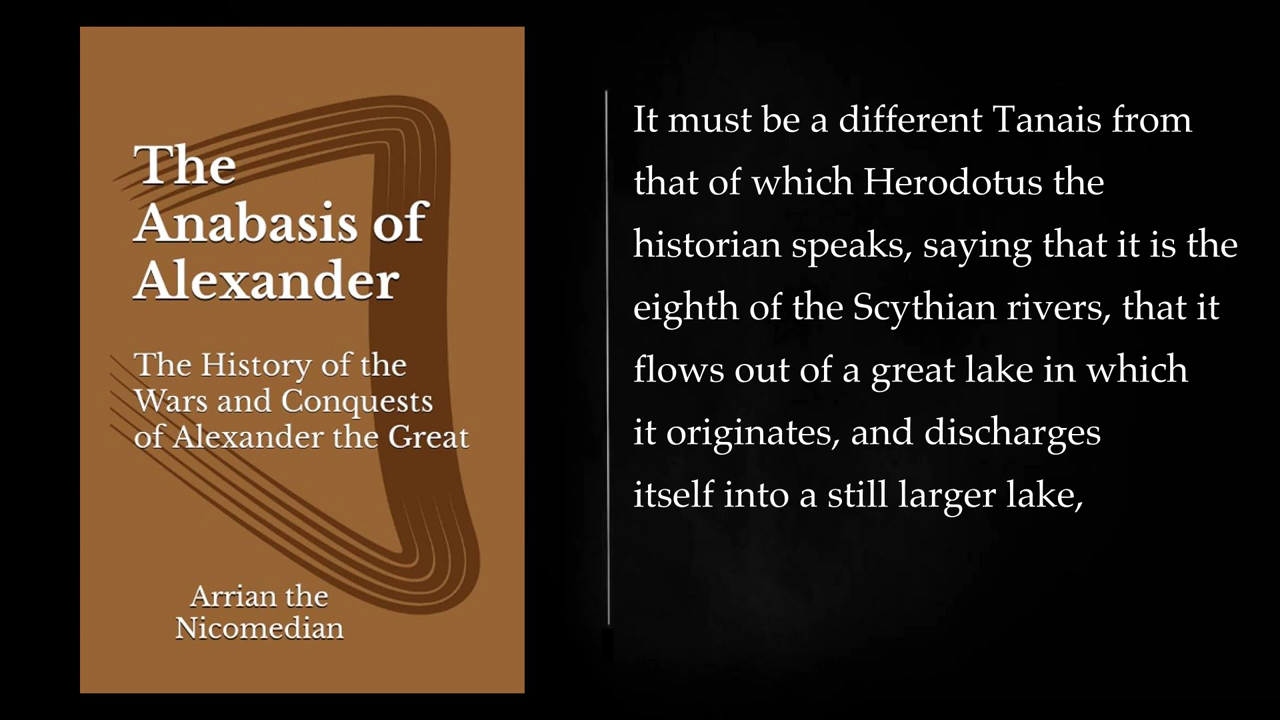 The
Anabasis of
Alexander
The History of the
Wars and Conquests
of Alexander the Great
Arrian the
Nicomedian
It must be a different Tanais from
that of which Herodotus the
historian speaks, saying that it is the
eighth of the Scythian rivers, that it
flows out of a great lake in which
it originates, and discharges
itself into a still larger lake,